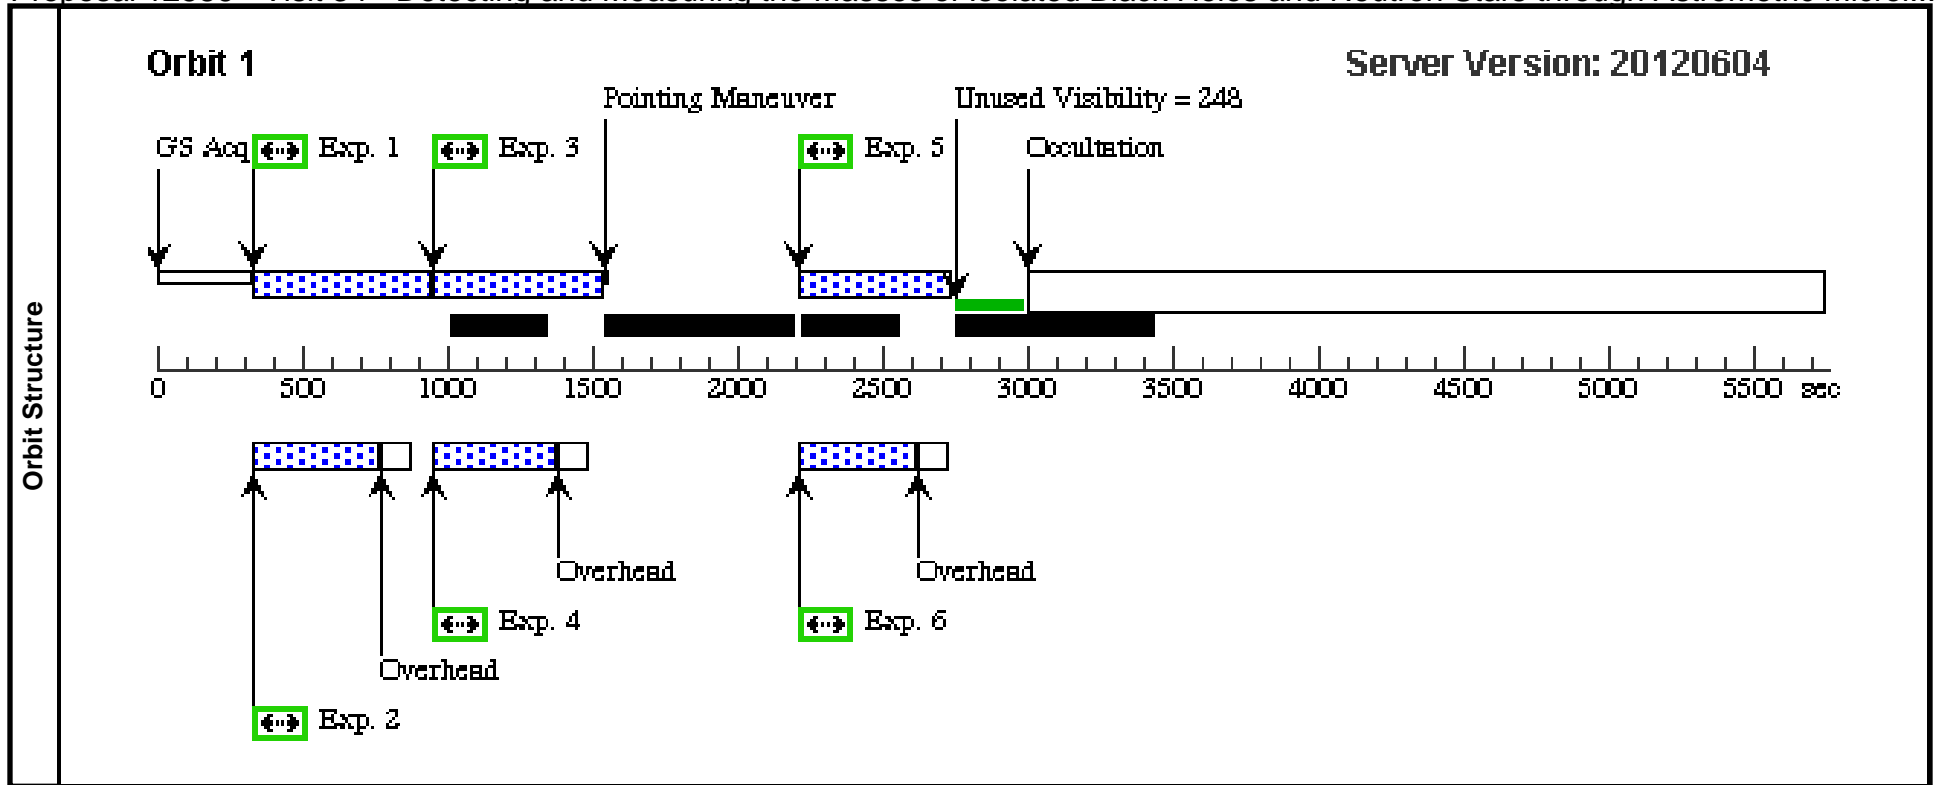 Orbit 1
Server Version: 20120604
Pointing Maneuver
Unused Visibility = 248
GS Acq
Exp. 1
Exp. 3
Exp. 5
Occultation
0 500 1000 1500 2000 2500 3000 3500 4000 4500 5000 5500 sec
Orbit Structure
Overhead
Overhead
Exp. 4
Exp. 6
Overhead
Exp. 2